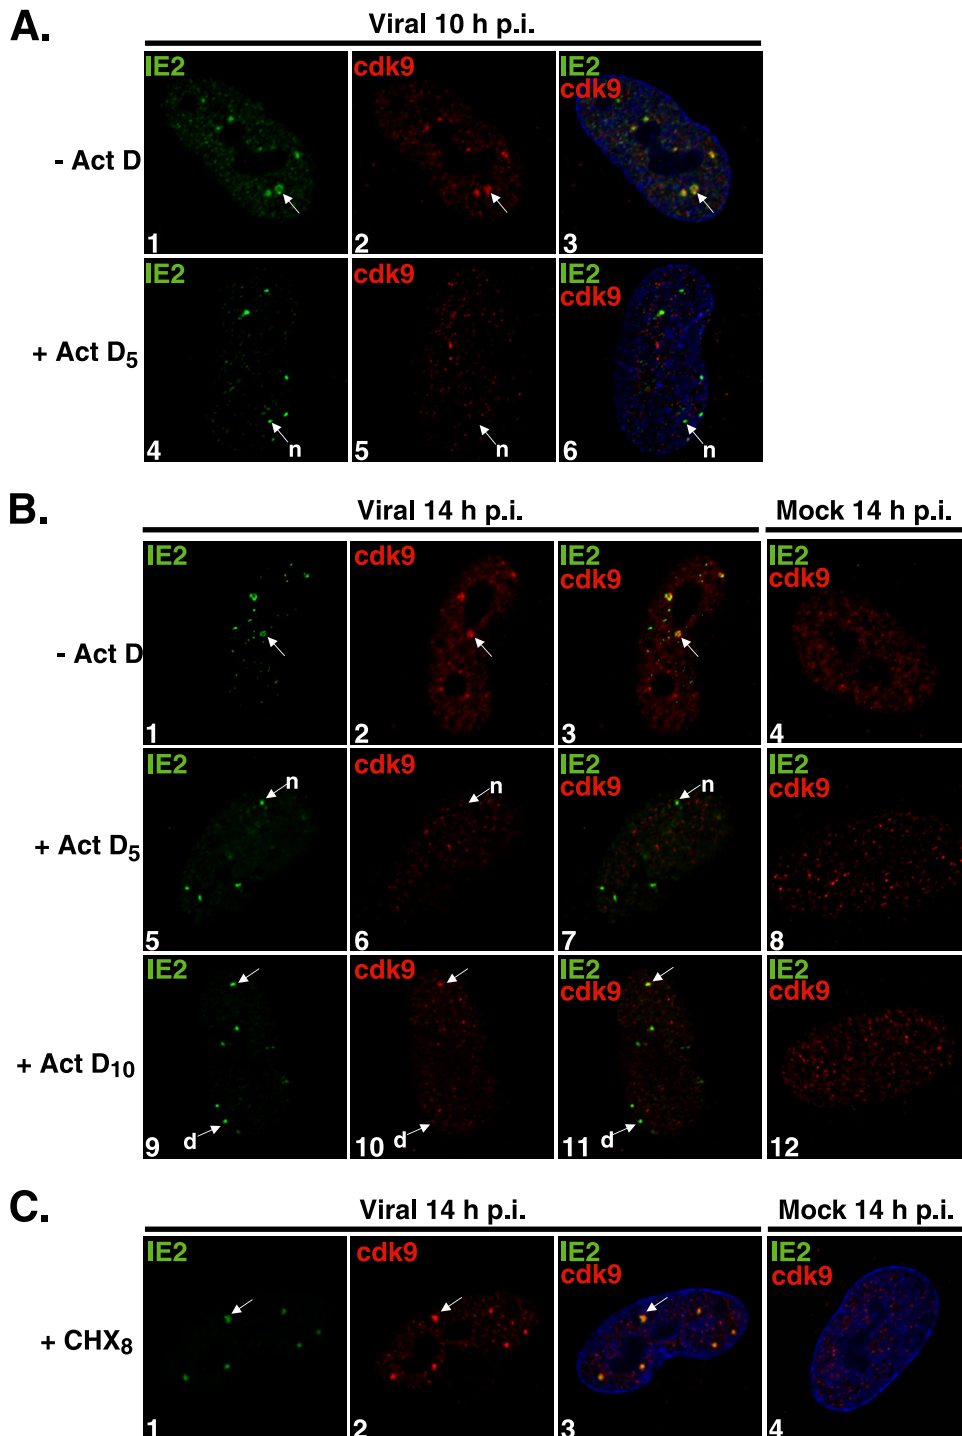 A.
Viral 10 h p.i.
IE2
cdk9
IE2
cdk9
- Act D
1
2
3
IE2
cdk9
IE2
cdk9
+ Act D5
n
n
n
4
5
6
B.
Viral 14 h p.i.
Mock 14 h p.i.
IE2
cdk9
IE2
cdk9
IE2
cdk9
- Act D
1
2
3
4
IE2
cdk9
IE2
cdk9
IE2
cdk9
n
n
n
+ Act D5
5
6
7
8
IE2
cdk9
IE2
cdk9
IE2
cdk9
+ Act D10
d
d
d
9
10
11
12
C.
Viral 14 h p.i.
Mock 14 h p.i.
IE2
cdk9
IE2
cdk9
IE2
cdk9
+ CHX8
1
2
3
4